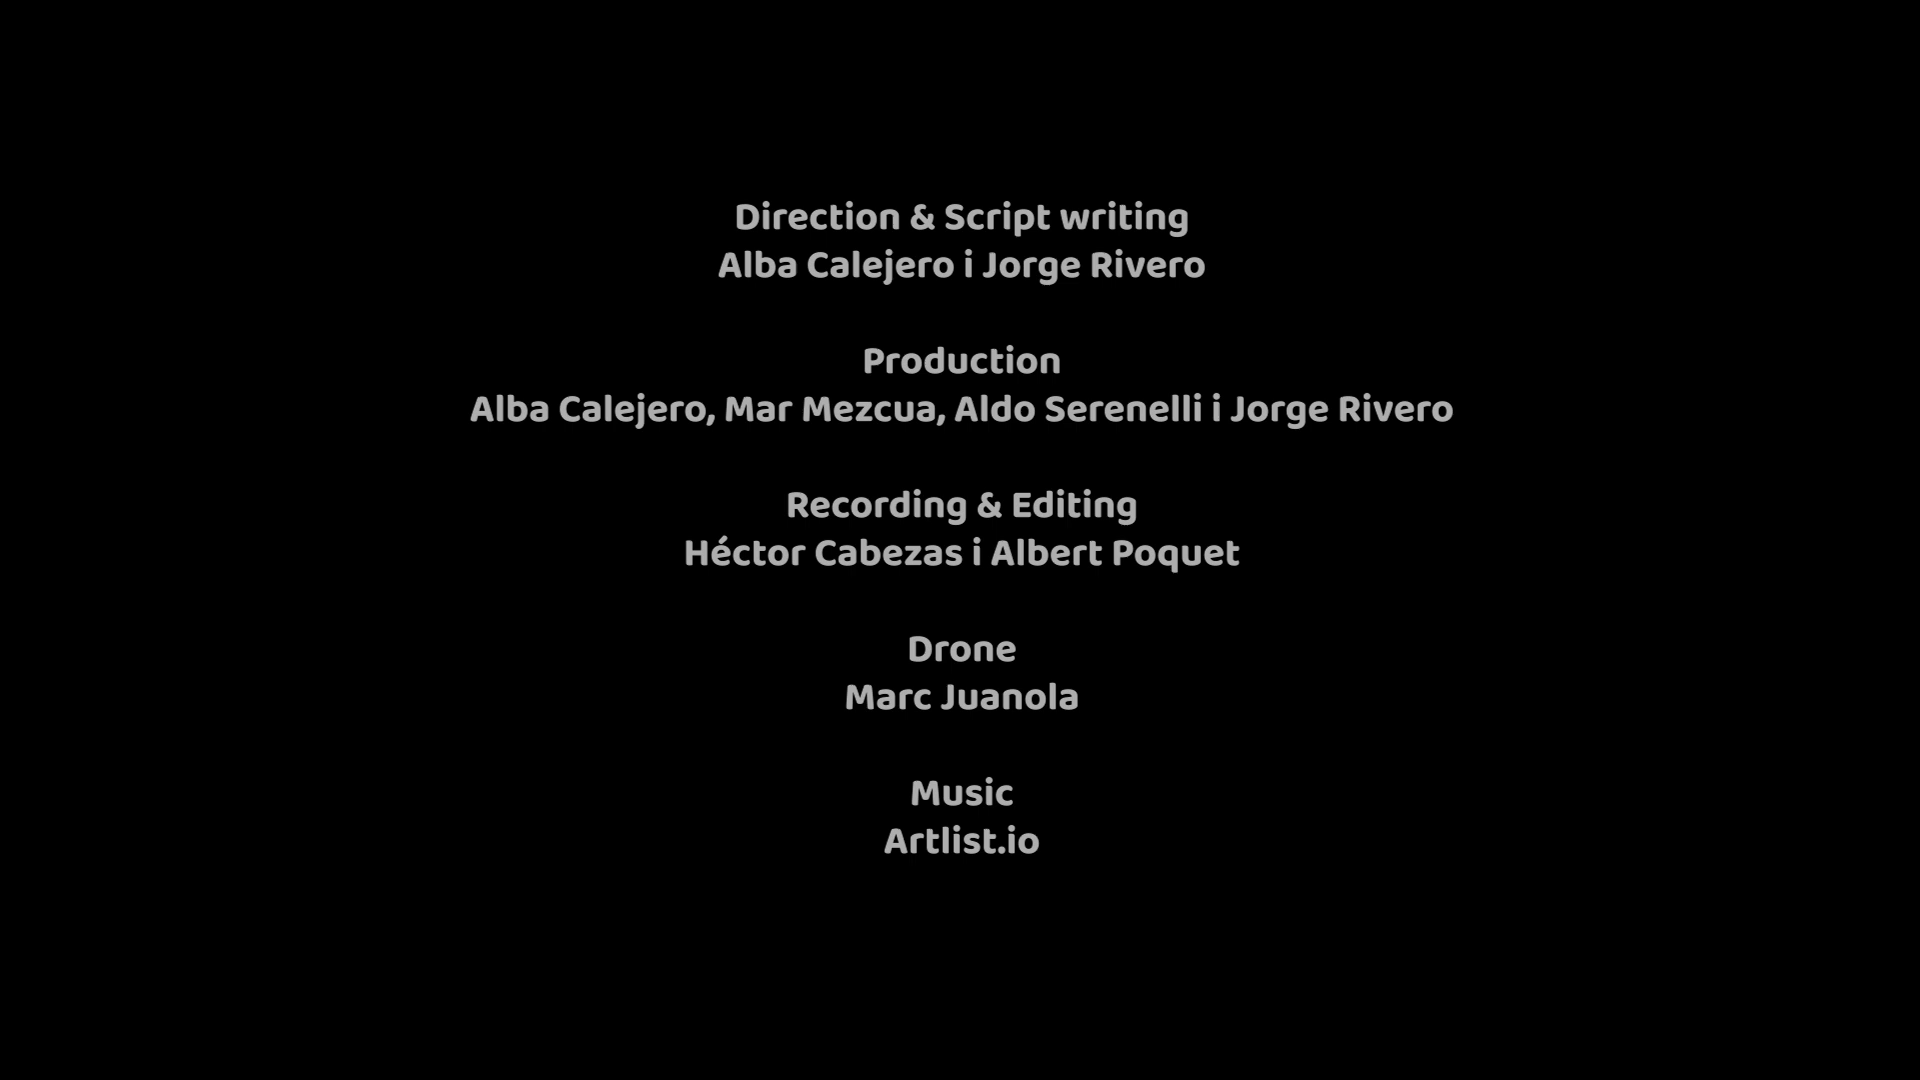 Direction & Script writing
Alba Calejero i Jorge Rivero
Production
Alba Calejero, Mar Mezcua, Aldo Serenelli i Jorge Rivero
Recording & Editing
Héctor Cabezas i Albert Poquet
Drone
Marc Juanola
Music
Artlist.io